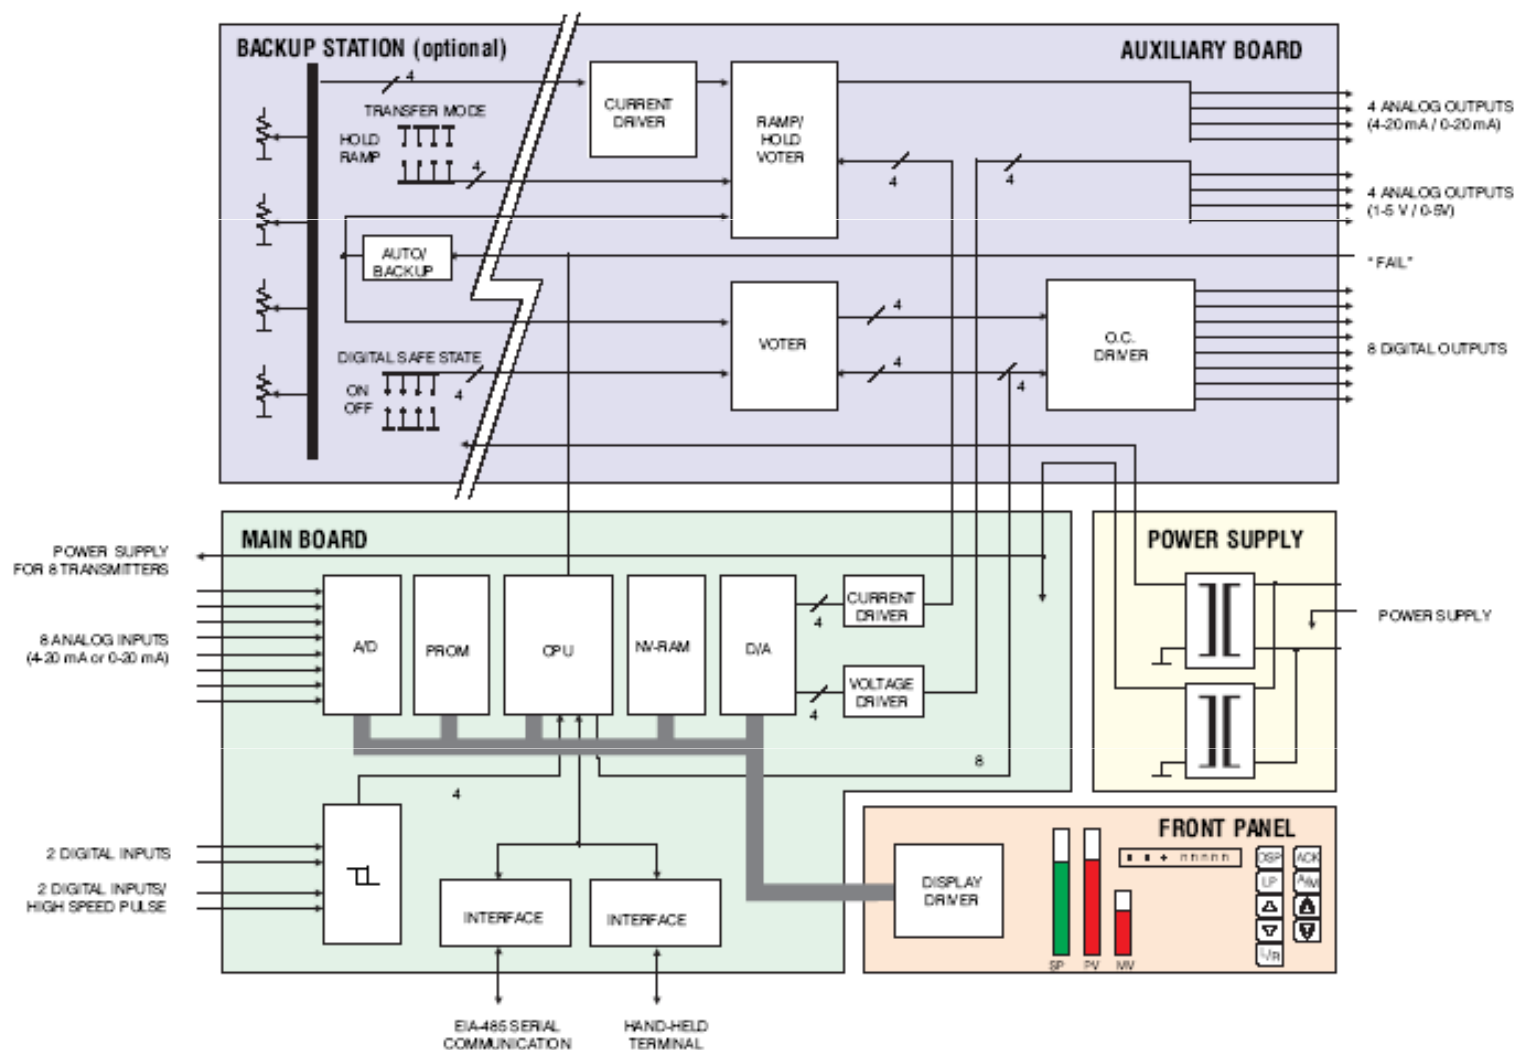 BACKUP STATION (optional)
AUXILIARY BOARD
4
TRANSFER MODE
HOLD
RAMP
4
CURRENT
DRIVER
RAMP/
HOLD
VOTER
4
4
4 ANALOG OUTPUTS
(4-20 mA / 0-20 mA)
4 ANALOG OUTPUTS
(1-5 V / 0-5V)
AUTO/
BACKUP
"FAIL"
DIGITAL SAFE STATE
ON
OFF
4
VOTER
4
4
4
O.C.
DRIVER
8 DIGITAL OUTPUTS
MAIN BOARD
POWER SUPPLY
FOR 8 TRANSMITTERS
8 ANALOG INPUTS
(4-20 mA or 0-20 mA)
A/D
PROM
CPU
NV-RAM
D/A
4
CURRENT
DRIVER
4
VOLTAGE
DRIVER
8
4
2 DIGITAL INPUTS
2 DIGITAL INPUTS/
HIGH SPEED PULSE
INTERFACE
INTERFACE
EIA-485 SERIAL
COMMUNICATION
HAND-HELD
TERMINAL
POWER SUPPLY
POWER SUPPLY
FRONT PANEL
DISPLAY
DRIVER
SP
PV
MV
DSP
ACK
LP
A/M
L/R